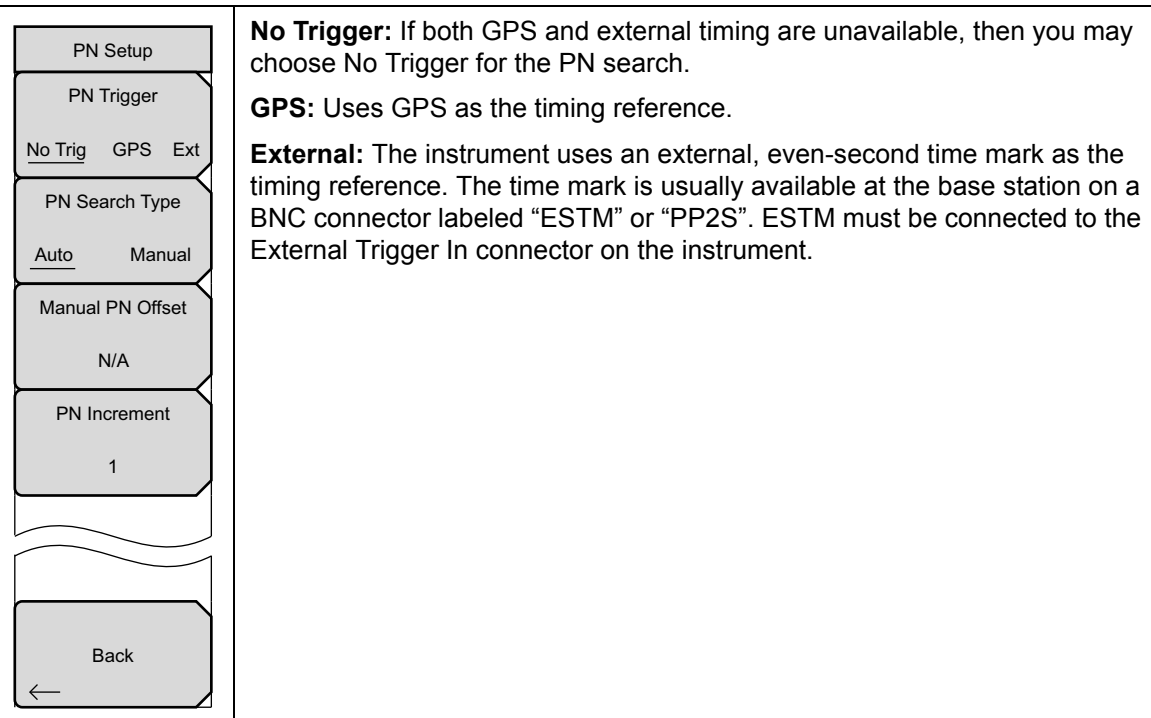 PN Setup
PN Trigger
No Trig GPS Ext
PN Search Type
Auto Manual
Manual PN Offset
N/A
PN Increment
1
Back
No Trigger: If both GPS and external timing are unavailable, then you may
choose No Trigger for the PN search.
GPS: Uses GPS as the timing reference.
External: The instrument uses an external, even-second time mark as the
timing reference. The time mark is usually available at the base station on a
BNC connector labeled “ESTM” or “PP2S”. ESTM must be connected to the
External Trigger In connector on the instrument.